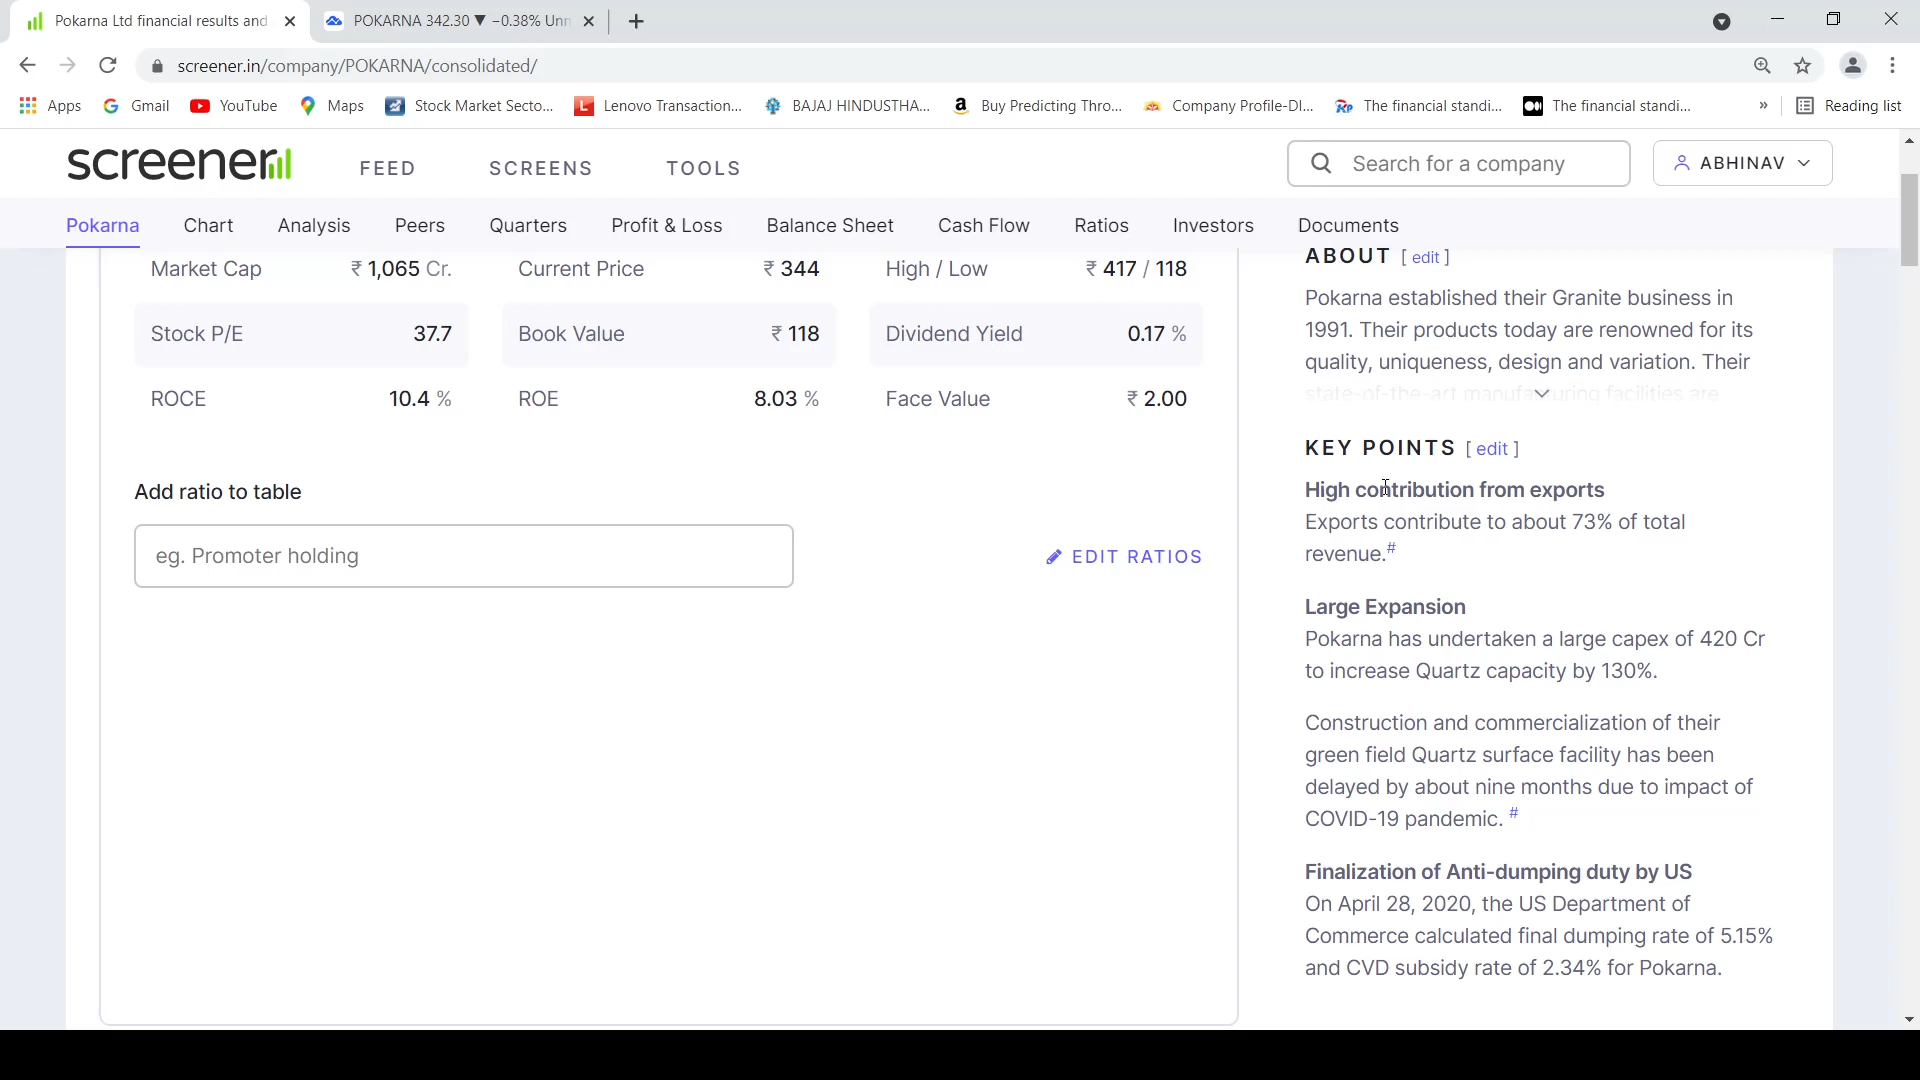 Pokarna Ltd financial results and
POKARNA 342.30 ▼ −0.38% Unn
screener.in/company/POKARNA/consolidated/
Apps Gmail YouTube Maps Stock Market Secto... Lenovo Transaction... BAJAJ HINDUSTHA... Buy Predicting Thro... Company Profile-DI... The financial standi... The financial standi... » Reading list
screener FEED SCREENS TOOLS Search for a company ABHINAV
Pokarna Chart Analysis Peers Quarters Profit & Loss Balance Sheet Cash Flow Ratios Investors Documents
Market Cap ₹ 1,065 Cr. Current Price ₹ 344 High / Low ₹ 417 / 118
Stock P/E 37.7 Book Value ₹ 118 Dividend Yield 0.17 %
ROCE 10.4 % ROE 8.03 % Face Value ₹ 2.00
Add ratio to table
eg. Promoter holding
EDIT RATIOS
ABOUT [ edit ]
Pokarna established their Granite business in
1991. Their products today are renowned for its
quality, uniqueness, design and variation. Their
state-of-the-art manufacturing facilities are
KEY POINTS [ edit ]
High contribution from exports
Exports contribute to about 73% of total
revenue.#
Large Expansion
Pokarna has undertaken a large capex of 420 Cr
to increase Quartz capacity by 130%.
Construction and commercialization of their
green field Quartz surface facility has been
delayed by about nine months due to impact of
COVID-19 pandemic. #
Finalization of Anti-dumping duty by US
On April 28, 2020, the US Department of
Commerce calculated final dumping rate of 5.15%
and CVD subsidy rate of 2.34% for Pokarna.